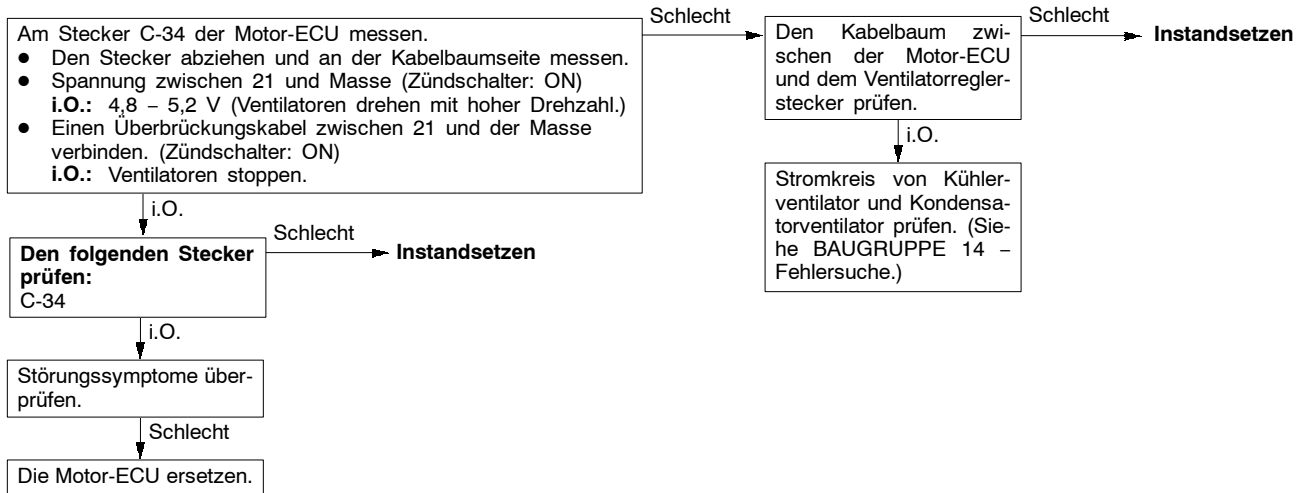 Am Stecker C-34 der Motor-ECU messen.
● Den Stecker abziehen und an der Kabelbaumseite messen.
● Spannung zwischen 21 und Masse (Zündschalter: ON)
i.O.: 4,8 – 5,2 V (Ventilatoren drehen mit hoher Drehzahl.)
● Einen Überbrückungskabel zwischen 21 und der Masse
verbinden. (Zündschalter: ON)
i.O.: Ventilatoren stoppen.
Schlecht
Den Kabelbaum zwi-
schen der Motor-ECU
und dem Ventilatorregler-
stecker prüfen.
Schlecht
Instandsetzen
i.O.
Stromkreis von Kühler-
ventilator und Kondensa-
torventilator prüfen. (Sie-
he BAUGRUPPE 14 –
Fehlersuche.)
i.O.
Den folgenden Stecker
prüfen:
C-34
Schlecht
Instandsetzen
i.O.
Störungssymptome über-
prüfen.
Schlecht
Die Motor-ECU ersetzen.